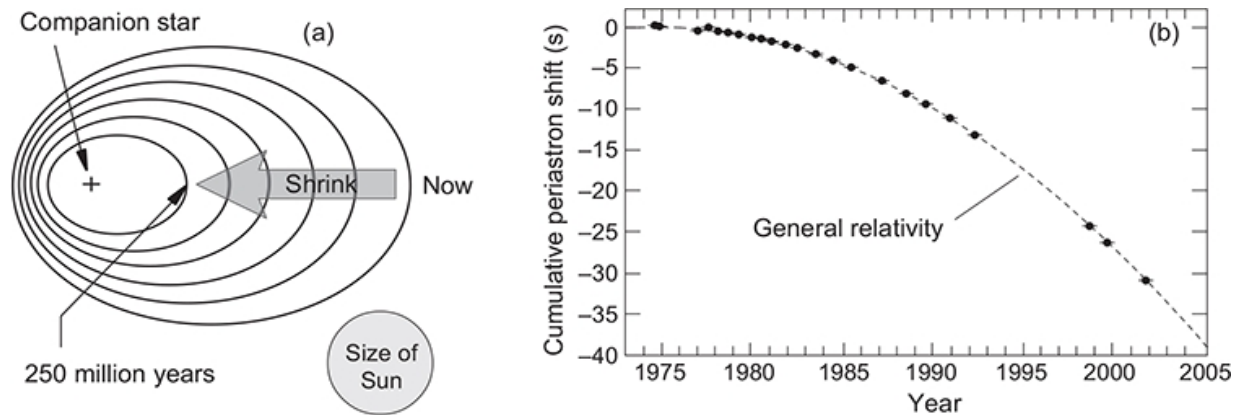 Companion star
(a)
Shrink
Now
250 million years
Size of
Sun
Cumulative periastron shift (s)
0
–5
–10
–15
–20
–25
–30
–35
–40
(b)
General relativity
1975 1980 1985 1990 1995 2000 2005
Year